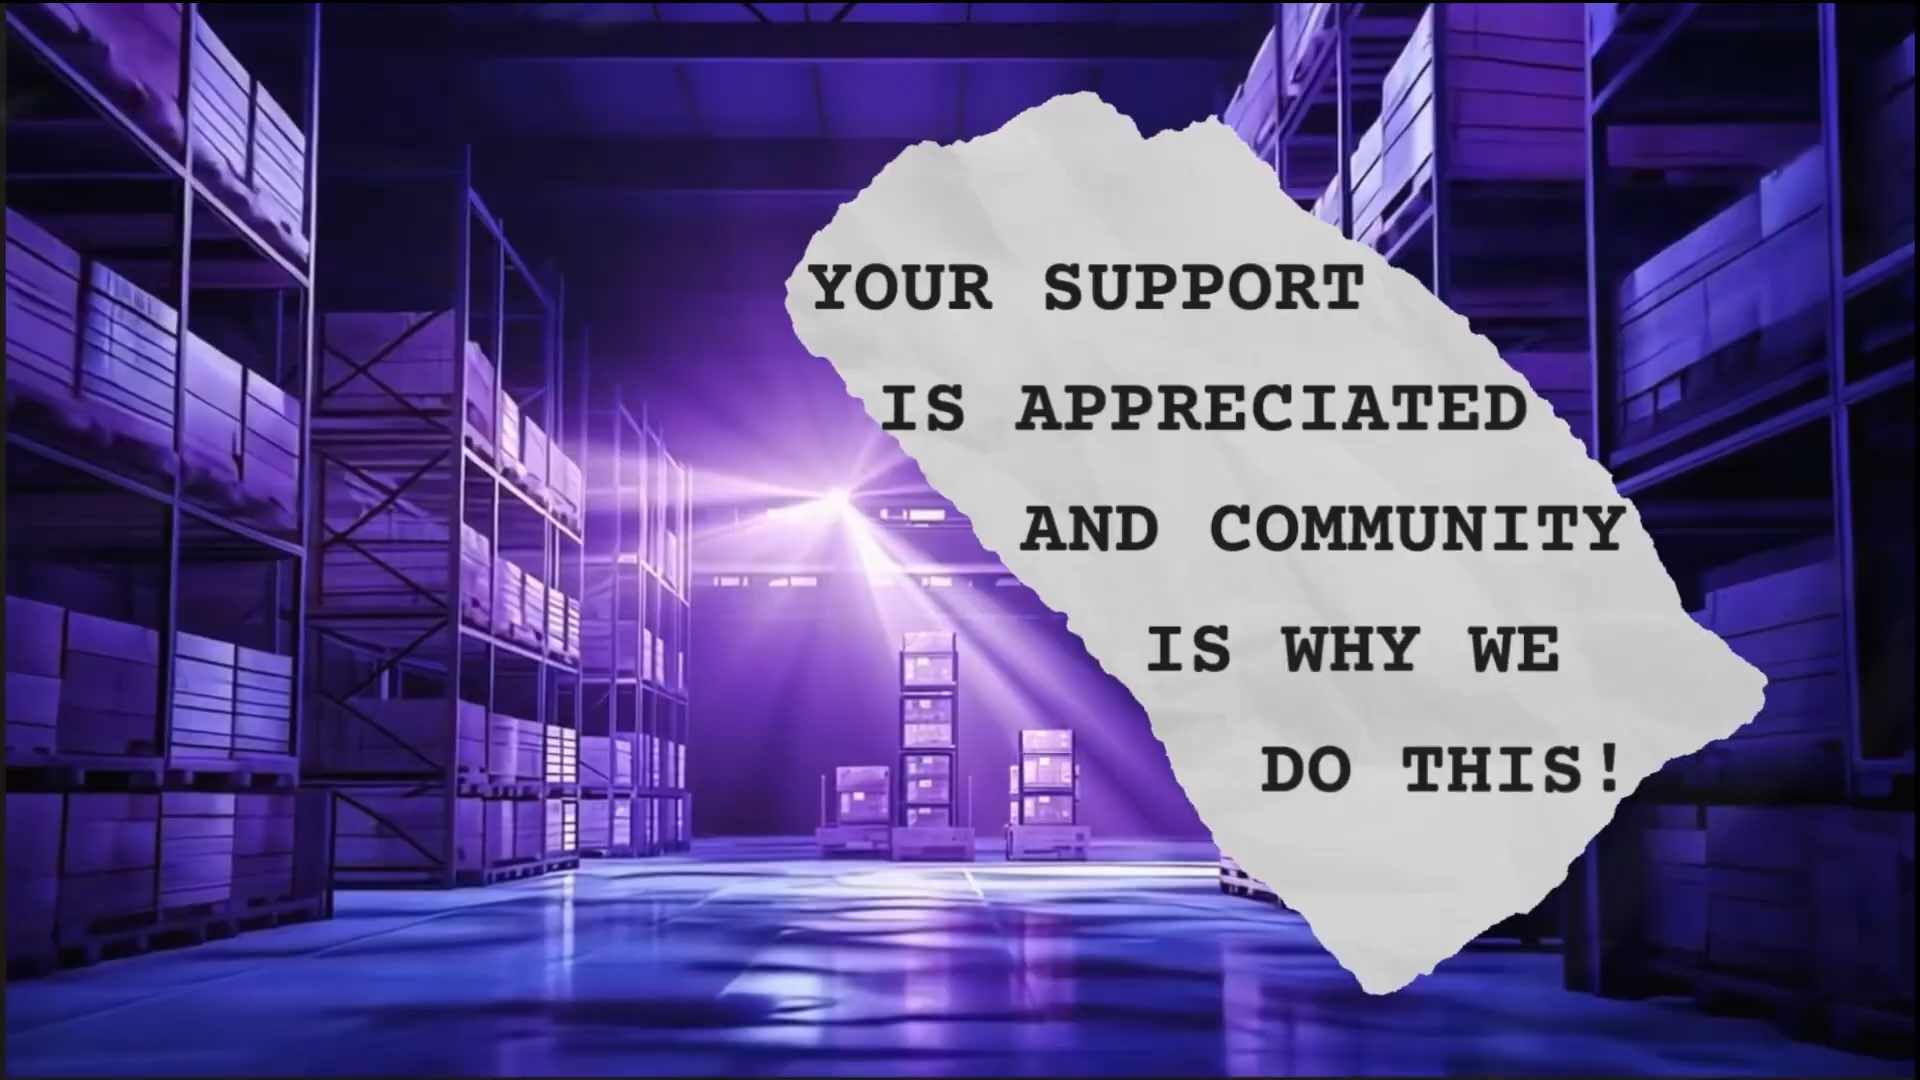 YOUR SUPPORT
IS APPRECIATED
AND COMMUNITY
IS WHY WE
DO THIS!